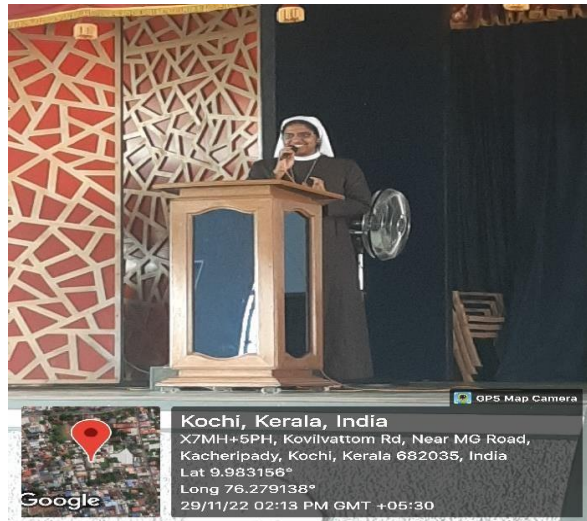 GPS Map Camera
Kochi, Kerala, India
X7MH+5PH, Kovilvattom Rd, Near MG Road,
Kacheripady, Kochi, Kerala 682035, India
Lat 9.983156°
Long 76.279138°
29/11/22 02:13 PM GMT +05:30
Google